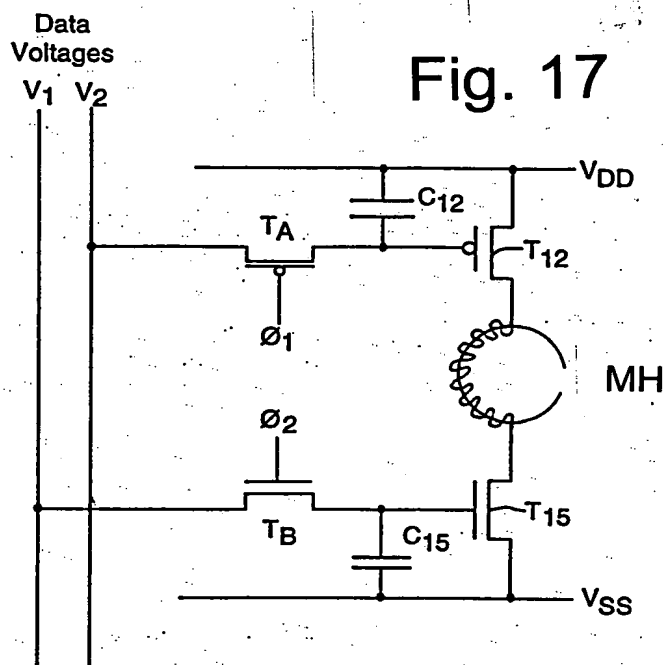 Data
Voltages
V1 V2
Fig. 17
VDD
C12
TA
T12
Ø1
MH
Ø2
TB
C15
T15
VSS